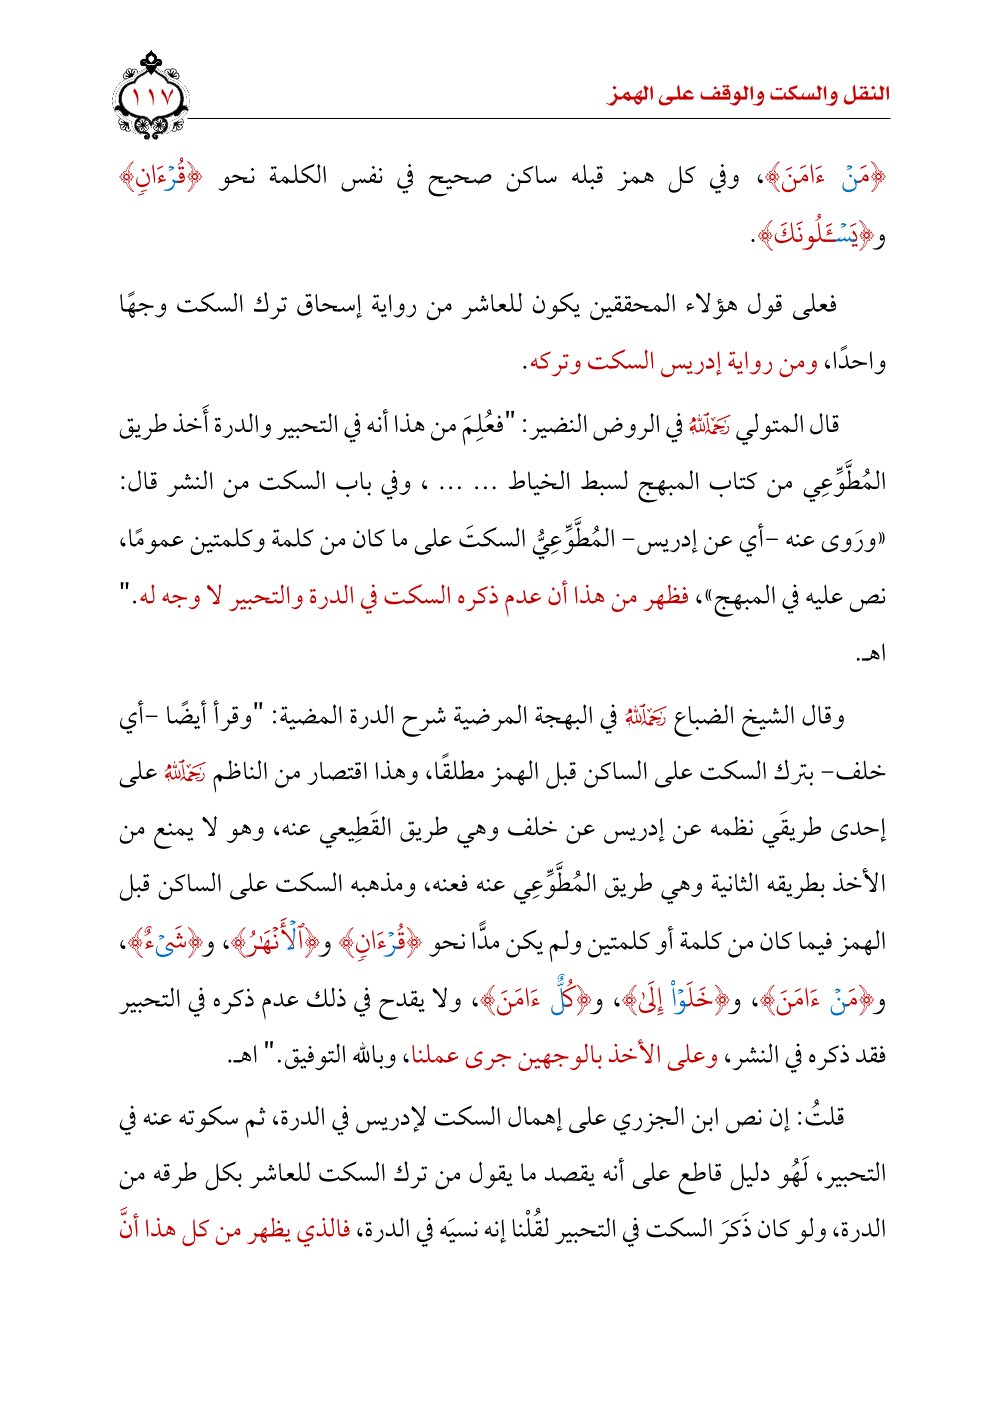 النقل والسكت والوقف على الهمز
١١٧
﴿مَنۡ ءَامَنَ﴾، وفي كل همز قبله ساكن صحيح في نفس الكلمة نحو ﴿قُرۡءَانٖ﴾
و﴿يَسۡـَٔلُونَكَ﴾.
فعلى قول هؤلاء المحققين يكون للعاشر من رواية إسحاق ترك السكت وجهًا
واحدًا، ومن رواية إدريس السكت وتركه.
قال المتولي رَحِمَهُ ٱللَّهُ في الروض النضير: "فعُلِمَ من هذا أنه في التحبير والدرة أَخذ طريق
المُطَّوِّعِي من كتاب المبهج لسبط الخياط ... ... ، وفي باب السكت من النشر قال:
«ورَوى عنه -أي عن إدريس- المُطَّوِّعِيُّ السكتَ على ما كان من كلمة وكلمتين عمومًا،
نص عليه في المبهج»، فظهر من هذا أن عدم ذكره السكت في الدرة والتحبير لا وجه له."
اهـ.
وقال الشيخ الضباع رَحِمَهُ ٱللَّهُ في البهجة المرضية شرح الدرة المضية: "وقرأ أيضًا -أي
خلف- بترك السكت على الساكن قبل الهمز مطلقًا، وهذا اقتصار من الناظم رَحِمَهُ ٱللَّهُ على
إحدى طريقَي نظمه عن إدريس عن خلف وهي طريق القَطِيعي عنه، وهو لا يمنع من
الأخذ بطريقه الثانية وهي طريق المُطَّوِّعِي عنه فعنه، ومذهبه السكت على الساكن قبل
الهمز فيما كان من كلمة أو كلمتين ولم يكن مدًّا نحو ﴿قُرۡءَانٖ﴾ و﴿ٱلۡأَنۡهَٰرُ﴾، و﴿شَيۡءٌ﴾،
و﴿مَنۡ ءَامَنَ﴾، و﴿خَلَوۡاْ إِلَىٰ﴾، و﴿كُلٌّ ءَامَنَ﴾، ولا يقدح في ذلك عدم ذكره في التحبير
فقد ذكره في النشر، وعلى الأخذ بالوجهين جرى عملنا، وبالله التوفيق." اهـ.
قلتُ: إن نص ابن الجزري على إهمال السكت لإدريس في الدرة، ثم سكوته عنه في
التحبير، لَهُو دليل قاطع على أنه يقصد ما يقول من ترك السكت للعاشر بكل طرقه من
الدرة، ولو كان ذَكَرَ السكت في التحبير لقُلْنا إنه نسيَه في الدرة، فالذي يظهر من كل هذا أنَّ